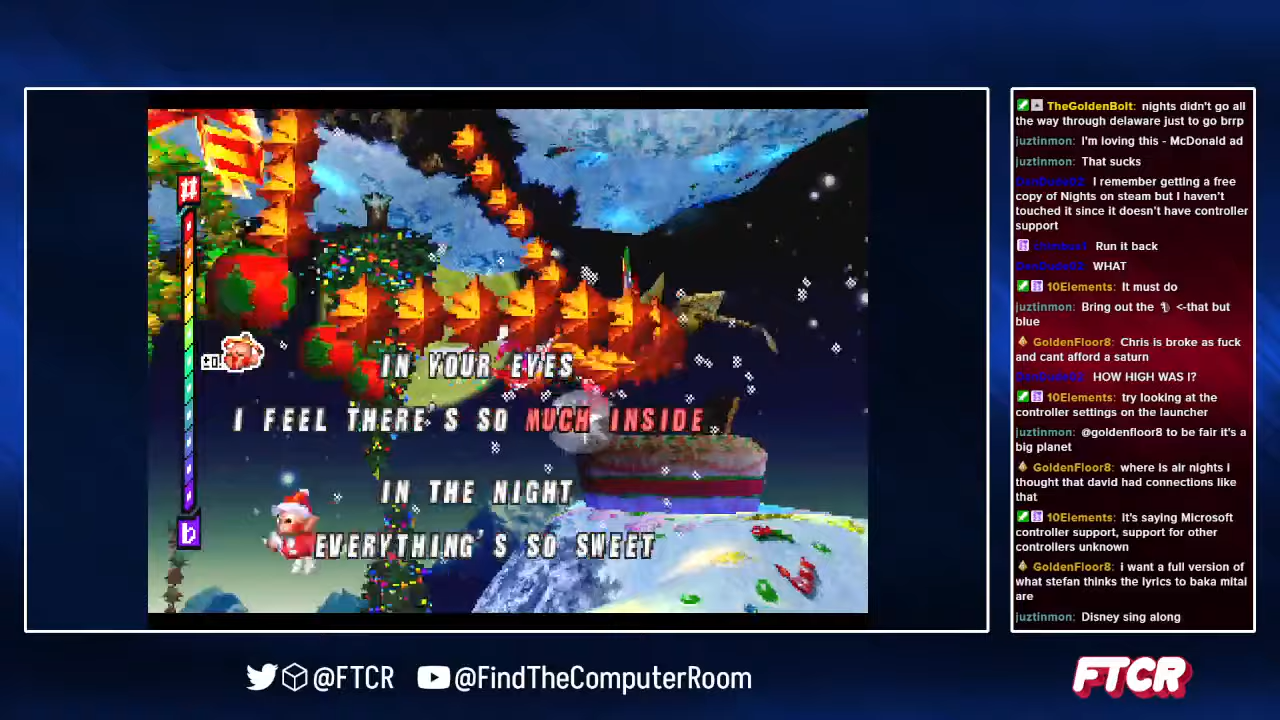 #
±0!
b
IN YOUR EYES
I FEEL THERE'S SO MUCH INSIDE
IN THE NIGHT
EVERYTHING'S SO SWEET
TheGoldenBolt: nights didn't go all
the way through delaware just to go brrp
juztinmon: I'm loving this - McDonald ad
juztinmon: That sucks
DanDude02: I remember getting a free
copy of Nights on steam but I haven't
touched it since it doesn't have controller
support
Run it back
DanDude02: WHAT
10Elements: It must do
juztinmon: Bring out the <-that but
blue
GoldenFloor8: Chris is broke as fuck
and cant afford a saturn
DanDude02: HOW HIGH WAS I?
10Elements: try looking at the
controller settings on the launcher
juztinmon: @goldenfloor8 to be fair it's a
big planet
GoldenFloor8: where is air nights i
thought that david had connections like
that
10Elements: It's saying Microsoft
controller support, support for other
controllers unknown
GoldenFloor8: i want a full version of
what stefan thinks the lyrics to baka mitai
are
juztinmon: Disney sing along
@FTCR
@FindTheComputerRoom
FTCR